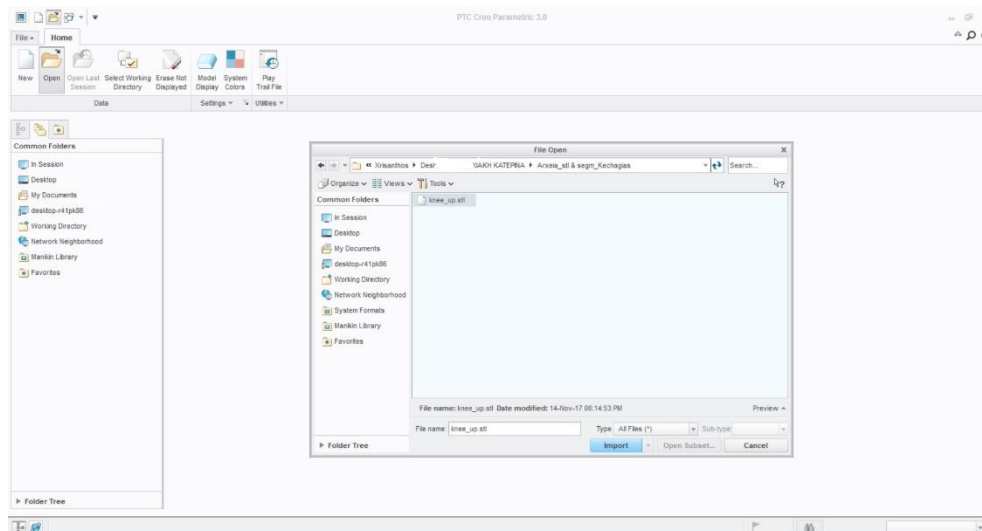 PTC Creo Parametric 3.0
File Home
New Open Open Last Session Select Working Directory Erase Not Displayed Model Display System Colors Play Trail File
Data Settings Utilities
Common Folders
In Session
Desktop
My Documents
desktop-r41pk86
Working Directory
Network Neighborhood
Manikin Library
Favorites
Folder Tree
File Open
« Xrisanthos Desk ΚΗ ΚΑΤΕΡΙΝΑ Arxeia_stl & segm_Kechagias Search...
Organize Views Tools
Common Folders
knee_up.stl
In Session
Desktop
My Documents
desktop-r41pk86
Working Directory
Network Neighborhood
System Formats
Manikin Library
Favorites
File name: knee_up.stl Date modified: 14-Nov-17 06:14:53 PM Preview
File name: knee_up.stl Type All Files (*) Sub-type
Folder Tree Import Open Subset... Cancel